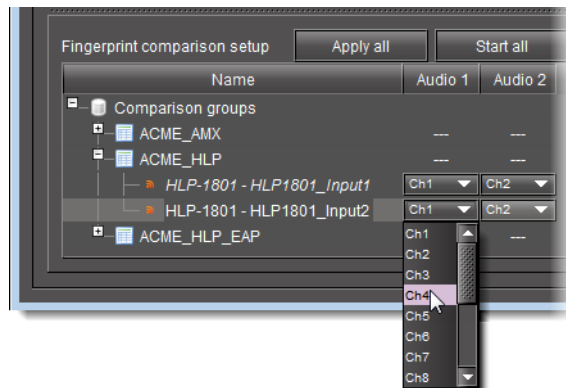 Fingerprint comparison setup Apply all Start all
Name Audio 1 Audio 2
Comparison groups
ACME_AMX --- ---
ACME_HLP --- ---
HLP-1801 - HLP1801_Input1 Ch1 Ch2
HLP-1801 - HLP1801_Input2 Ch1 Ch2
ACME_HLP_EAP ---
Ch1
Ch2
Ch3
Ch4
Ch5
Ch6
Ch7
Ch8